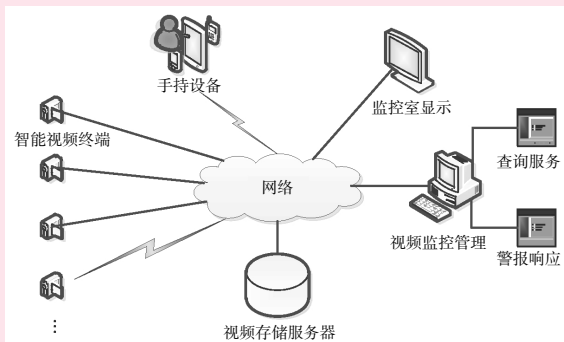 手持设备
监控室显示
智能视频终端
网络
查询服务
视频监控管理
警报响应
视频存储服务器
⋮